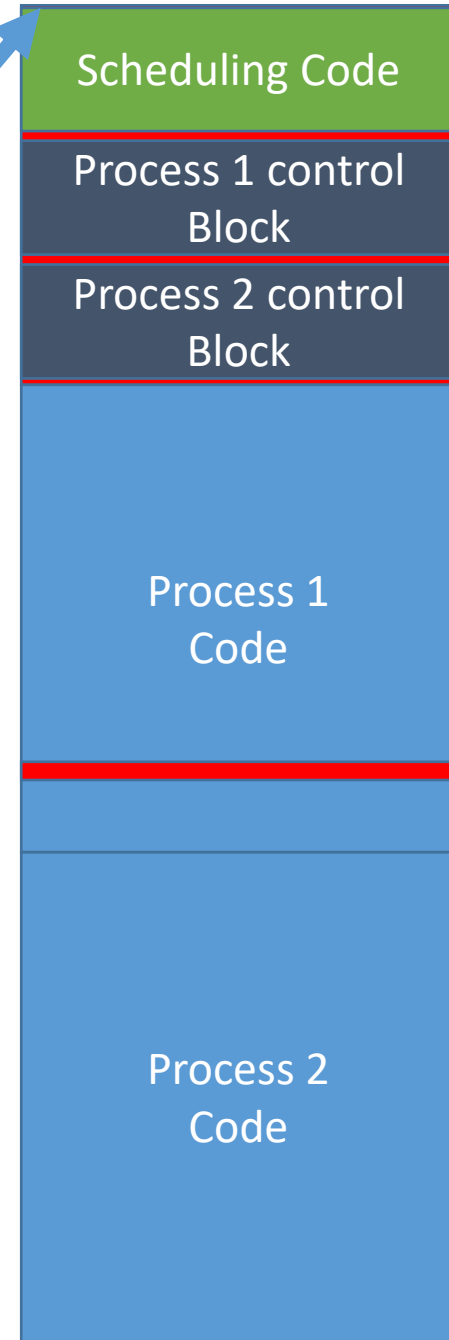 Scheduling Code
Process 1 control
Block
Process 2 control
Block
Process 1
Code
Process 2
Code